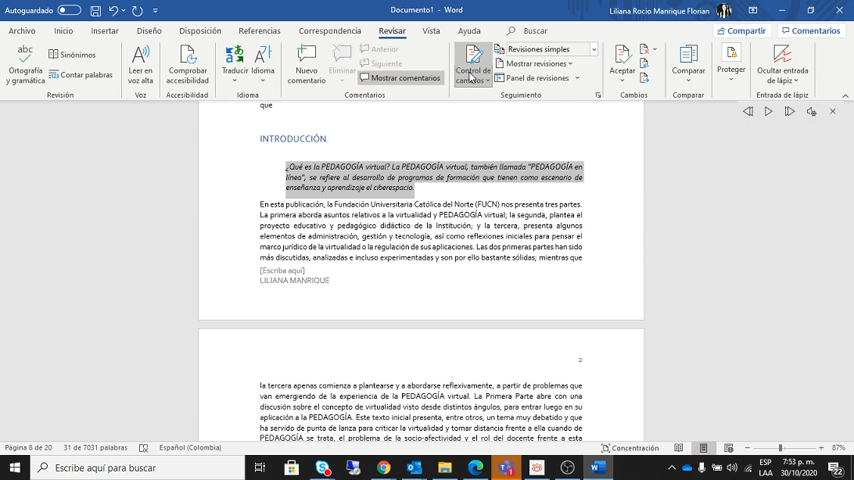 Autoguardado
Documento1 - Word
Liliana Rocio Manrique Florian
Archivo Inicio Insertar Diseño Disposición Referencias Correspondencia Revisar Vista Ayuda Buscar Compartir Comentarios
Ortografía y gramática
Sinónimos
Contar palabras
Leer en voz alta
Comprobar accesibilidad
Traducir
Idioma
Nuevo comentario
Eliminar
Anterior
Siguiente
Mostrar comentarios
Control de cambios
Revisiones simples
Mostrar revisiones
Panel de revisiones
Aceptar
Comparar
Proteger
Ocultar entrada de lápiz
Revisión Voz Accesibilidad Idioma Comentarios Seguimiento Cambios Comparar Entrada de lápiz
que
INTRODUCCIÓN.
¿Qué es la PEDAGOGÍA virtual? La PEDAGOGÍA virtual, también llamada "PEDAGOGÍA en
línea", se refiere al desarrollo de programas de formación que tienen como escenario de
enseñanza y aprendizaje el ciberespacio.
En esta publicación, la Fundación Universitaria Católica del Norte (FUCN) nos presenta tres partes.
La primera aborda asuntos relativos a la virtualidad y PEDAGOGÍA virtual; la segunda, plantea el
proyecto educativo y pedagógico didáctico de la Institución; y la tercera, presenta algunos
elementos de administración, gestión y tecnología, así como reflexiones iniciales para pensar el
marco jurídico de la virtualidad o la regulación de sus aplicaciones. Las dos primeras partes han sido
más discutidas, analizadas e incluso experimentadas y son por ello bastante sólidas; mientras que
[Escriba aquí]
LILIANA MANRIQUE
2
la tercera apenas comienza a plantearse y a abordarse reflexivamente, a partir de problemas que
van emergiendo de la experiencia de la PEDAGOGÍA virtual. La Primera Parte abre con una
discusión sobre el concepto de virtualidad visto desde distintos ángulos, para entrar luego en su
aplicación a la PEDAGOGÍA. Este texto inicial presenta, entre otros, un tema muy debatido y que
ha servido de punta de lanza para criticar la virtualidad y tomar distancia frente a ella cuando de
PEDAGOGÍA se trata, el problema de la socio-afectividad y el rol del docente frente a esta
Página 8 de 20 31 de 7031 palabras Español (Colombia) Concentración 87%
Escribe aquí para buscar
ESP
LAA
7:53 p. m.
30/10/2020
22